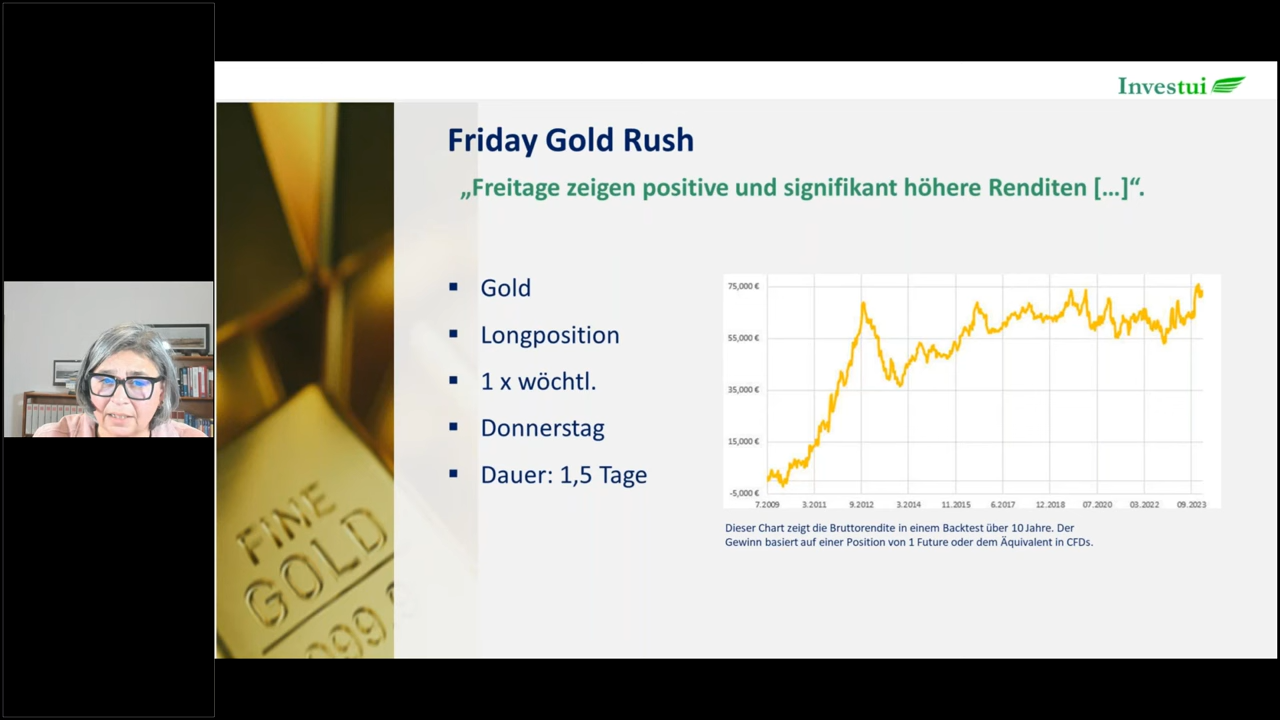 Investui
Friday Gold Rush
„Freitage zeigen positive und signifikant höhere Renditen [...]“.
▪ Gold
▪ Longposition
▪ 1 x wöchtl.
▪ Donnerstag
▪ Dauer: 1,5 Tage
75,000 €
55,000 €
35,000 €
15,000 €
-5,000 €
7.2009 3.2011 9.2012 3.2014 11.2015 6.2017 12.2018 07.2020 03.2022 09.2023
Dieser Chart zeigt die Bruttorendite in einem Backtest über 10 Jahre. Der
Gewinn basiert auf einer Position von 1 Future oder dem Äquivalent in CFDs.
FINE
GOLD
999.9